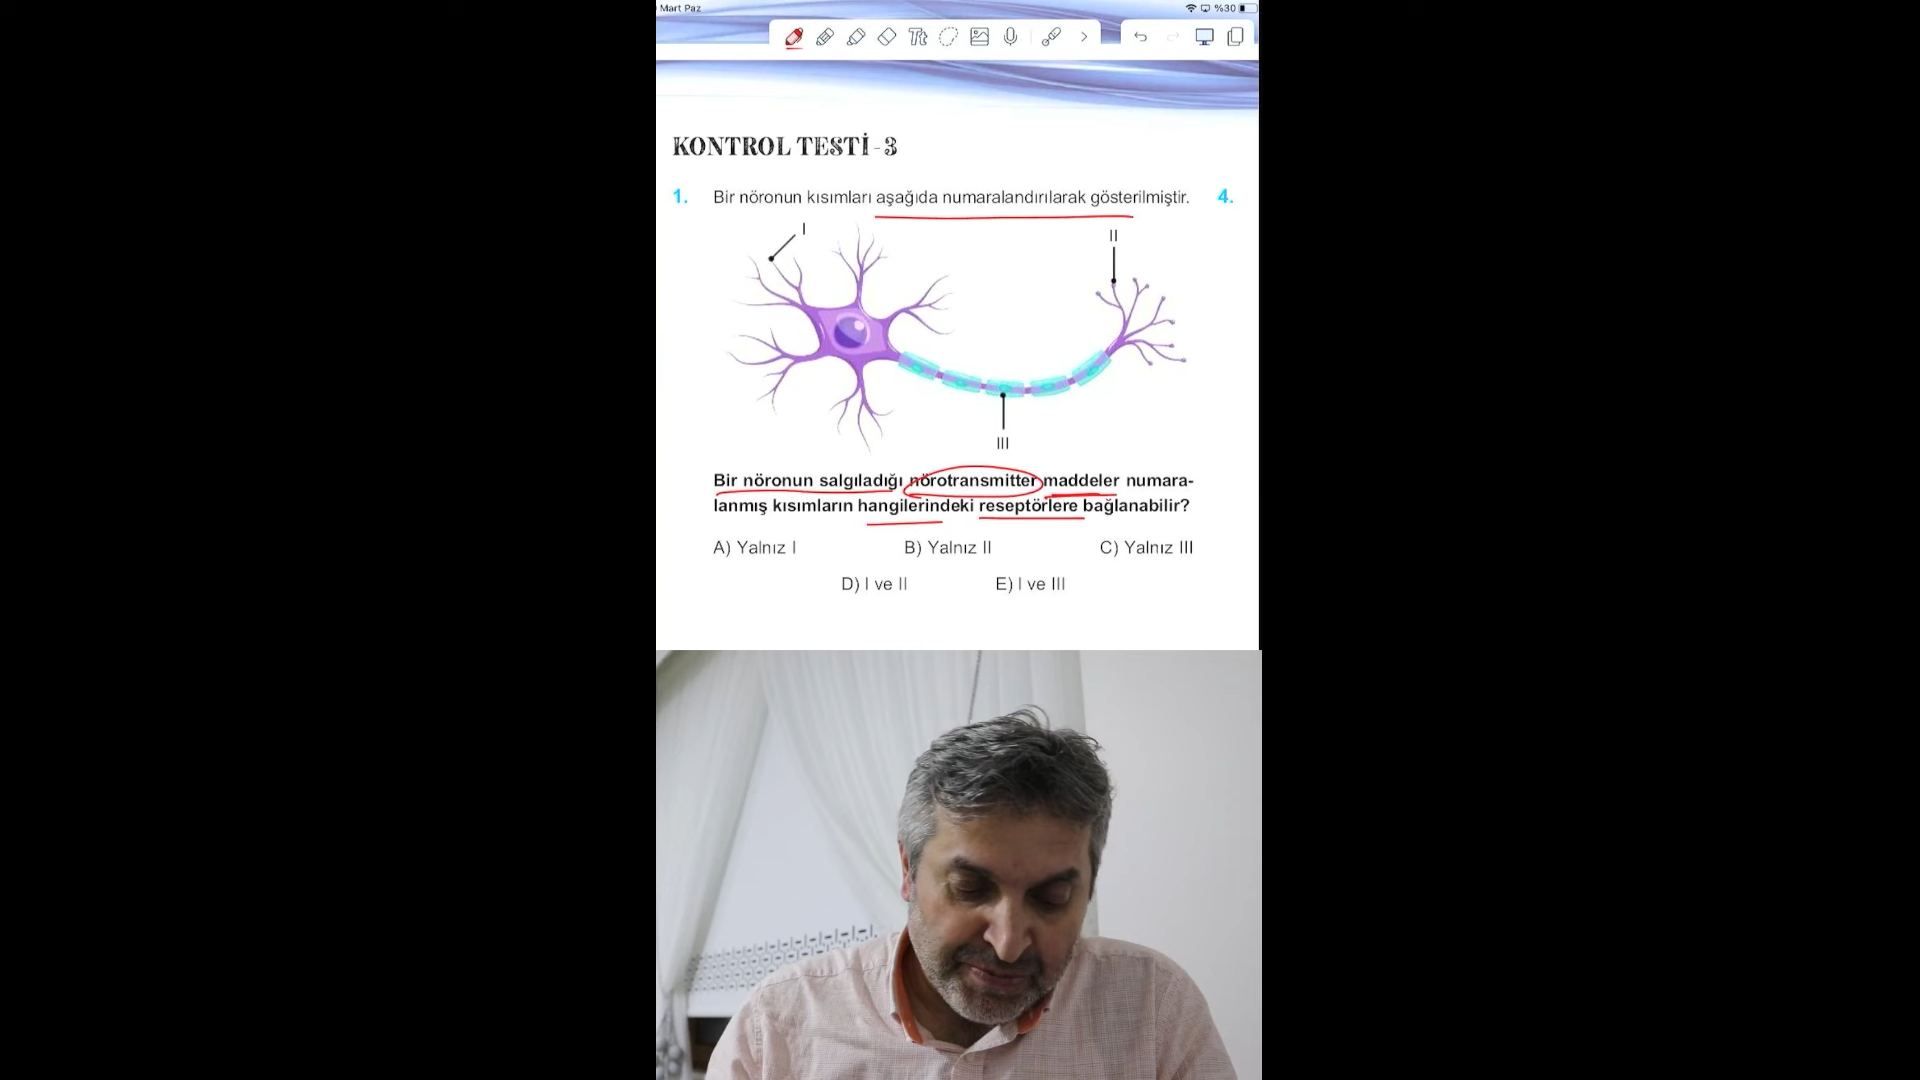 Mart Paz
%30
Tt
KONTROL TESTİ - 3
1. Bir nöronun kısımları aşağıda numaralandırılarak gösterilmiştir. 4.
I
II
III
Bir nöronun salgıladığı nörotransmitter maddeler numara-
lanmış kısımların hangilerindeki reseptörlere bağlanabilir?
A) Yalnız I B) Yalnız II C) Yalnız III
D) I ve II E) I ve III